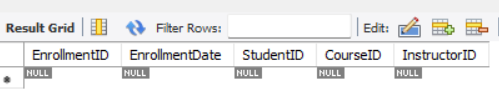 Result Grid Filter Rows: Edit:
EnrollmentID EnrollmentDate StudentID CourseID InstructorID
NULL NULL NULL NULL NULL